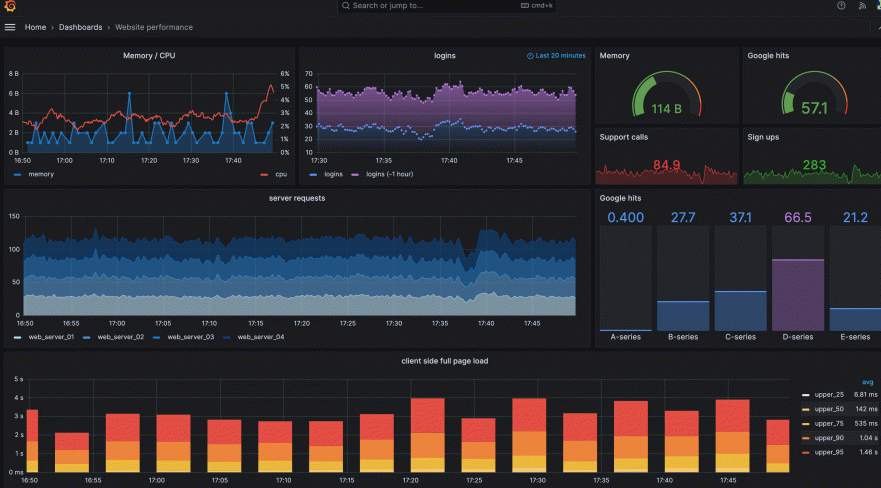 Search or jump to...
cmd+k
Home › Dashboards › Website performance
Memory / CPU
8 B
6 B
4 B
2 B
0 B
6%
5%
4%
3%
2%
1%
0%
16:50 17:00 17:10 17:20 17:30 17:40
memory
cpu
logins
Last 20 minutes
70
60
50
40
30
20
10
17:30 17:35 17:40 17:45
logins logins (-1 hour)
Memory
114 B
Google hits
57.1
Support calls
84.9
Sign ups
283
server requests
150
100
50
0
16:50 16:55 17:00 17:05 17:10 17:15 17:20 17:25 17:30 17:35 17:40 17:45
web_server_01 web_server_02 web_server_03 web_server_04
Google hits
0.400 27.7 37.1 66.5 21.2
A-series B-series C-series D-series E-series
client side full page load
5 s
4 s
3 s
2 s
1 s
0 ms
16:50 16:55 17:00 17:05 17:10 17:15 17:20 17:25 17:30 17:35 17:40 17:45
avg
upper_25 6.81 ms
upper_50 142 ms
upper_75 535 ms
upper_90 1.04 s
upper_95 1.46 s